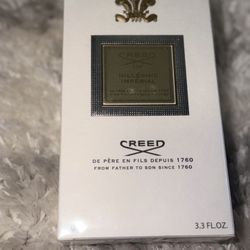 CREED
MILLESIME
IMPERIAL
CREED
DE PÈRE EN FILS DEPUIS 1760
FROM FATHER TO SON SINCE 1760
3.3 FL.OZ.